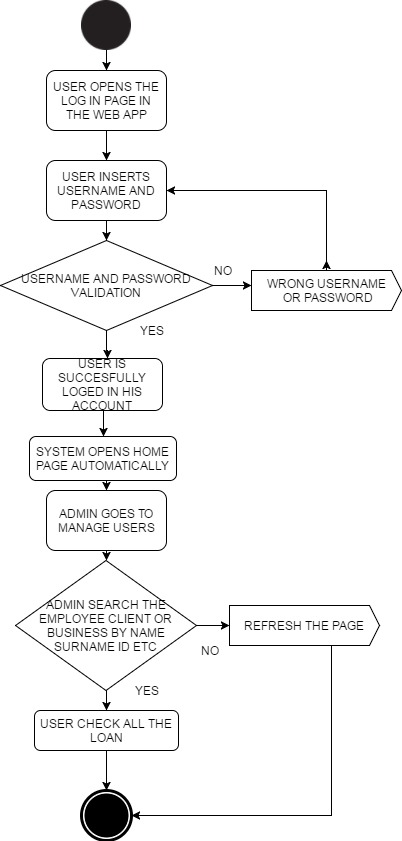 USER OPENS THE
LOG IN PAGE IN
THE WEB APP
USER INSERTS
USERNAME AND
PASSWORD
USERNAME AND PASSWORD
VALIDATION
NO
WRONG USERNAME
OR PASSWORD
YES
USER IS
SUCCESFULLY
LOGED IN HIS
ACCOUNT
SYSTEM OPENS HOME
PAGE AUTOMATICALLY
ADMIN GOES TO
MANAGE USERS
ADMIN SEARCH THE
EMPLOYEE CLIENT OR
BUSINESS BY NAME
SURNAME ID ETC
NO
REFRESH THE PAGE
YES
USER CHECK ALL THE
LOAN